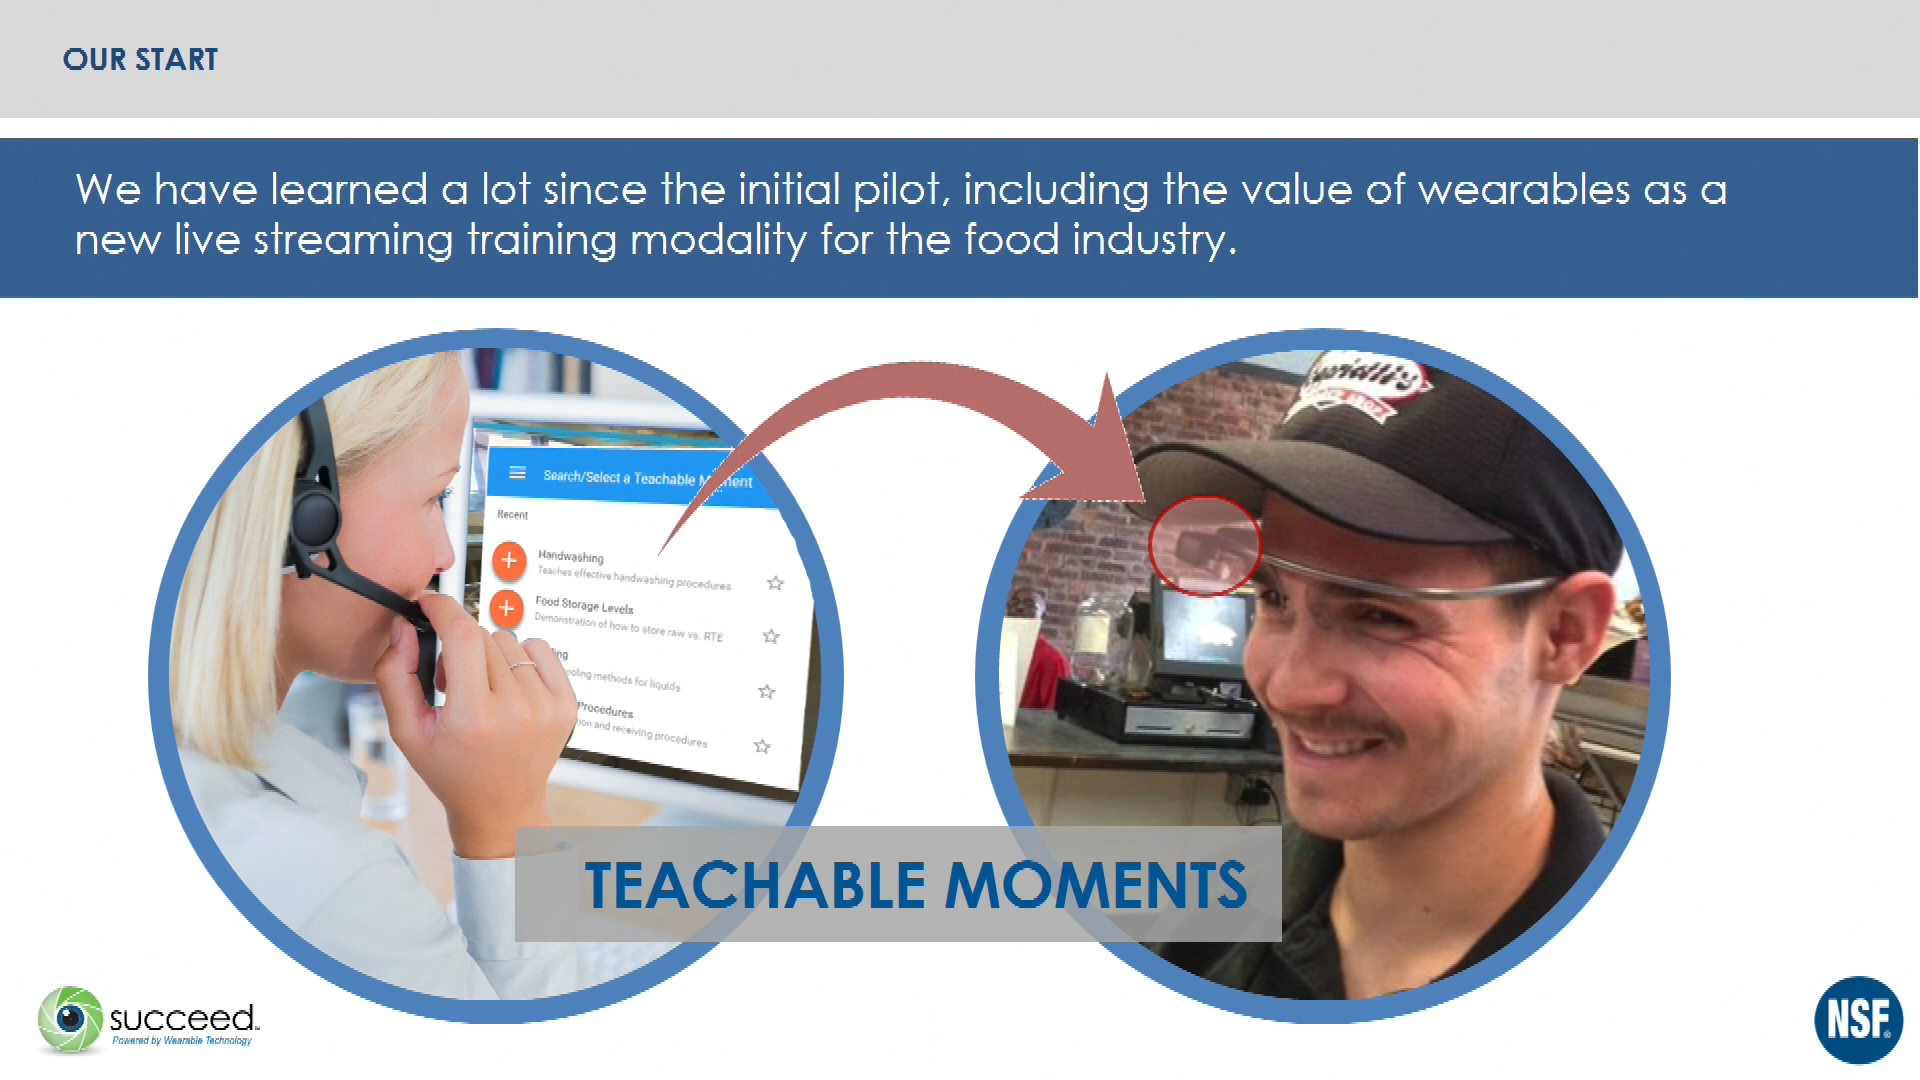 OUR START
We have learned a lot since the initial pilot, including the value of wearables as a
new live streaming training modality for the food industry.
Search/Select a Teachable Moment
Recent
Handwashing
Teaches effective handwashing procedures
Food Storage Levels
Demonstration of how to store raw vs. RTE
ing
ooling methods for liquids
Procedures
ion and receiving procedures
TEACHABLE MOMENTS
succeed
Powered by Wearable Technology
NSF